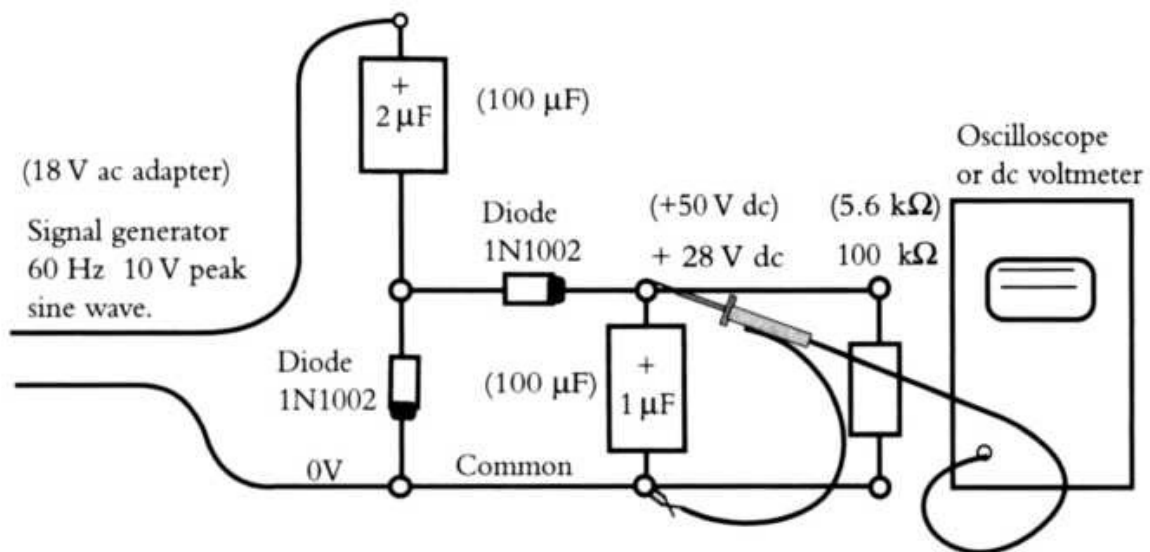 +
2 μF
(100 μF)
(18 V ac adapter)
Signal generator
60 Hz 10 V peak
sine wave.
Diode
1N1002
(+50 V dc)
+ 28 V dc
(5.6 kΩ)
100 kΩ
Oscilloscope
or dc voltmeter
Diode
1N1002
(100 μF)
+
1 μF
0V
Common